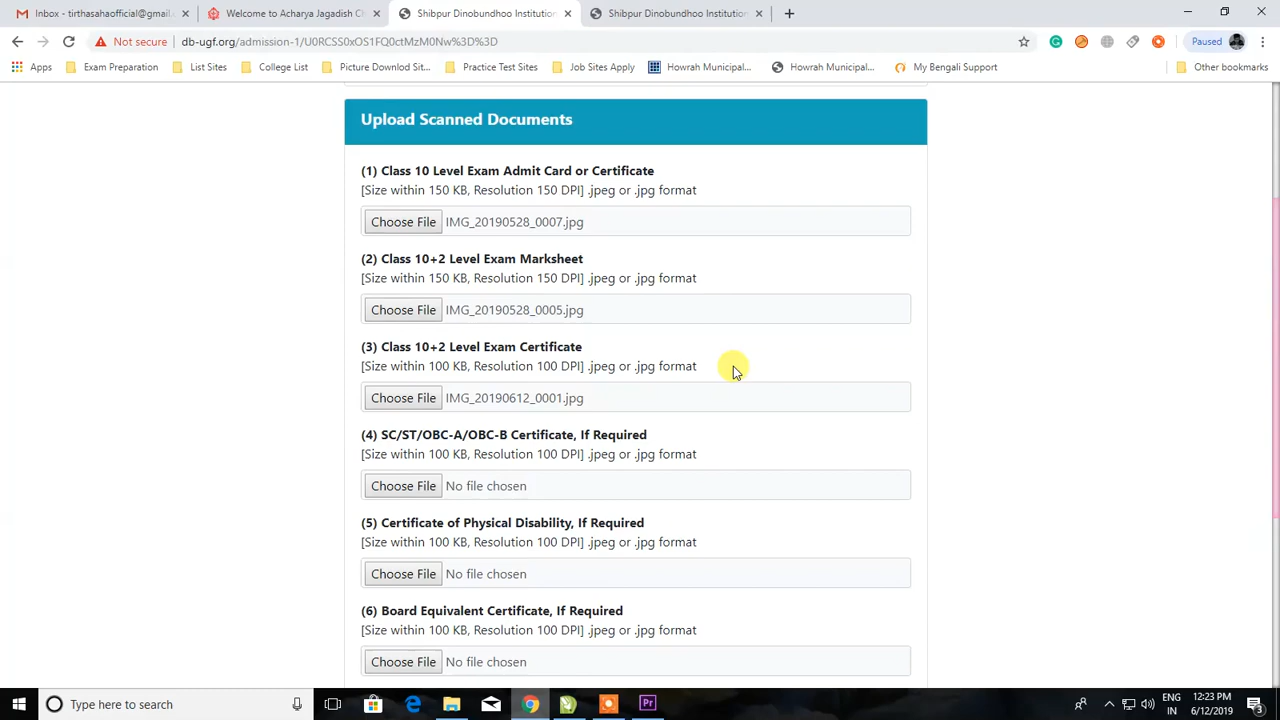 Inbox - tirthasahaofficial@gmail.c
Welcome to Acharya Jagadish Ch
Shibpur Dinobundhoo Institution
Shibpur Dinobundhoo Institution
Not secure
db-ugf.org/admission-1/U0RCSS0xOS1FQ0ctMzM0Nw%3D%3D
Paused
Apps
Exam Preparation
List Sites
College List
Picture Downlod Sit...
Practice Test Sites
Job Sites Apply
Howrah Municipal...
Howrah Municipal...
My Bengali Support
Other bookmarks
Upload Scanned Documents
(1) Class 10 Level Exam Admit Card or Certificate
[Size within 150 KB, Resolution 150 DPI] .jpeg or .jpg format
Choose File IMG_20190528_0007.jpg
(2) Class 10+2 Level Exam Marksheet
[Size within 150 KB, Resolution 150 DPI] .jpeg or .jpg format
Choose File IMG_20190528_0005.jpg
(3) Class 10+2 Level Exam Certificate
[Size within 100 KB, Resolution 100 DPI] .jpeg or .jpg format
Choose File IMG_20190612_0001.jpg
(4) SC/ST/OBC-A/OBC-B Certificate, If Required
[Size within 100 KB, Resolution 100 DPI] .jpeg or .jpg format
Choose File No file chosen
(5) Certificate of Physical Disability, If Required
[Size within 100 KB, Resolution 100 DPI] .jpeg or .jpg format
Choose File No file chosen
(6) Board Equivalent Certificate, If Required
[Size within 100 KB, Resolution 100 DPI] .jpeg or .jpg format
Choose File No file chosen
Type here to search
Pr
ENG
IN
12:23 PM
6/12/2019
3